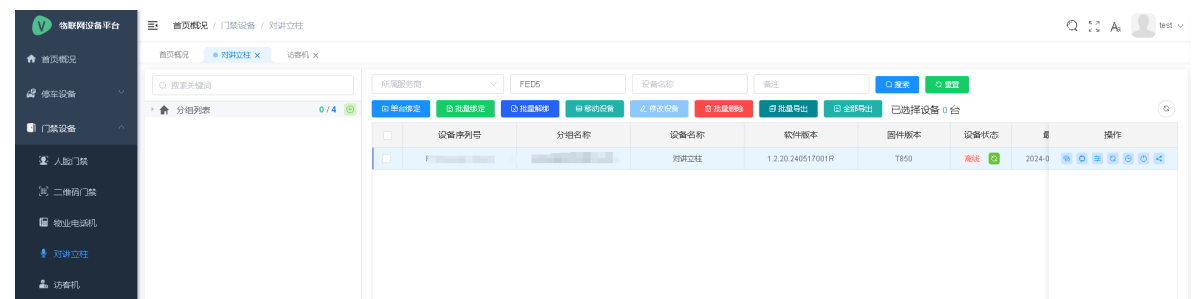 物联网设备平台
首页概况 / 门禁设备 / 对讲立柱
test
首页概况 对讲立柱 × 访客机 ×
首页概况
停车设备
门禁设备
人脸门禁
二维码门禁
物业电话机
对讲立柱
访客机
搜索关键词
分组列表 0 / 4
所属服务商 FED5 设备名称 备注 搜索 重置
单台绑定 批量绑定 批量解绑 移动设备 修改设备 批量删除 批量导出 全部导出 已选择设备 0 台
设备序列号 分组名称 设备名称 软件版本 固件版本 设备状态 操作
对讲立柱 1.2.20.240517001R T850 离线 2024-0